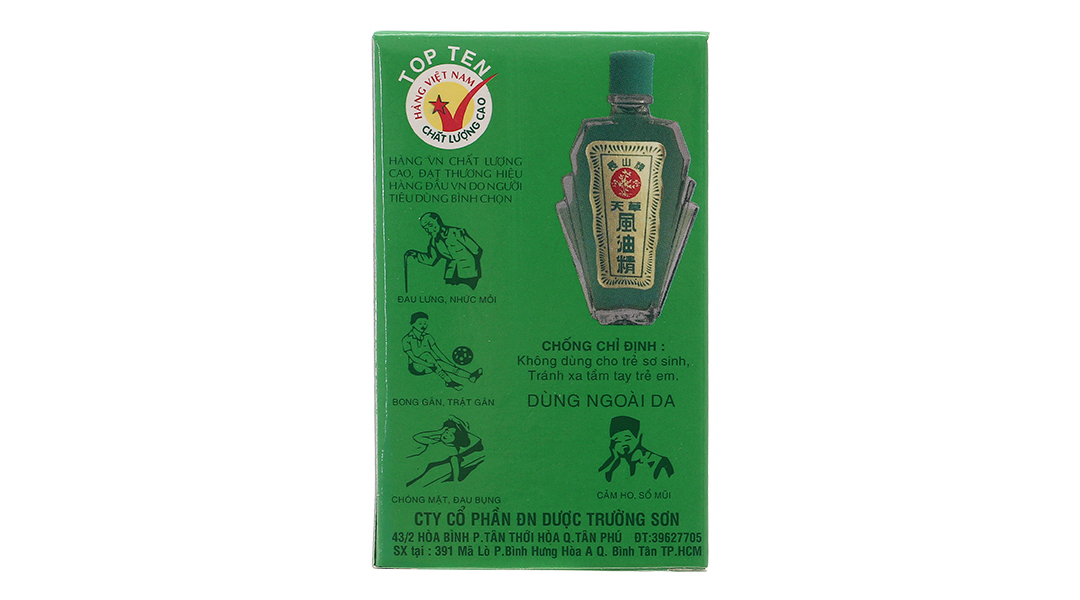 TOP TEN
HÀNG VIỆT NAM
CHẤT LƯỢNG CAO
HÀNG VN CHẤT LƯỢNG
CAO, ĐẠT THƯƠNG HIỆU
HÀNG ĐẦU VN DO NGƯỜI
TIÊU DÙNG BÌNH CHỌN
山牌
天草
風油精
ĐAU LƯNG, NHỨC MỎI
BONG GÂN, TRẬT GÂN
CHÓNG MẶT, ĐAU BỤNG
CHỐNG CHỈ ĐỊNH :
Không dùng cho trẻ sơ sinh,
Tránh xa tầm tay trẻ em.
DÙNG NGOÀI DA
CẢM HO, SỔ MŨI
CTY CỔ PHẦN ĐN DƯỢC TRƯỜNG SƠN
43/2 HÒA BÌNH P.TÂN THỚI HÒA Q.TÂN PHÚ ĐT:39627705
SX tại : 391 Mã Lò P.Bình Hưng Hòa A Q. Bình Tân TP.HCM